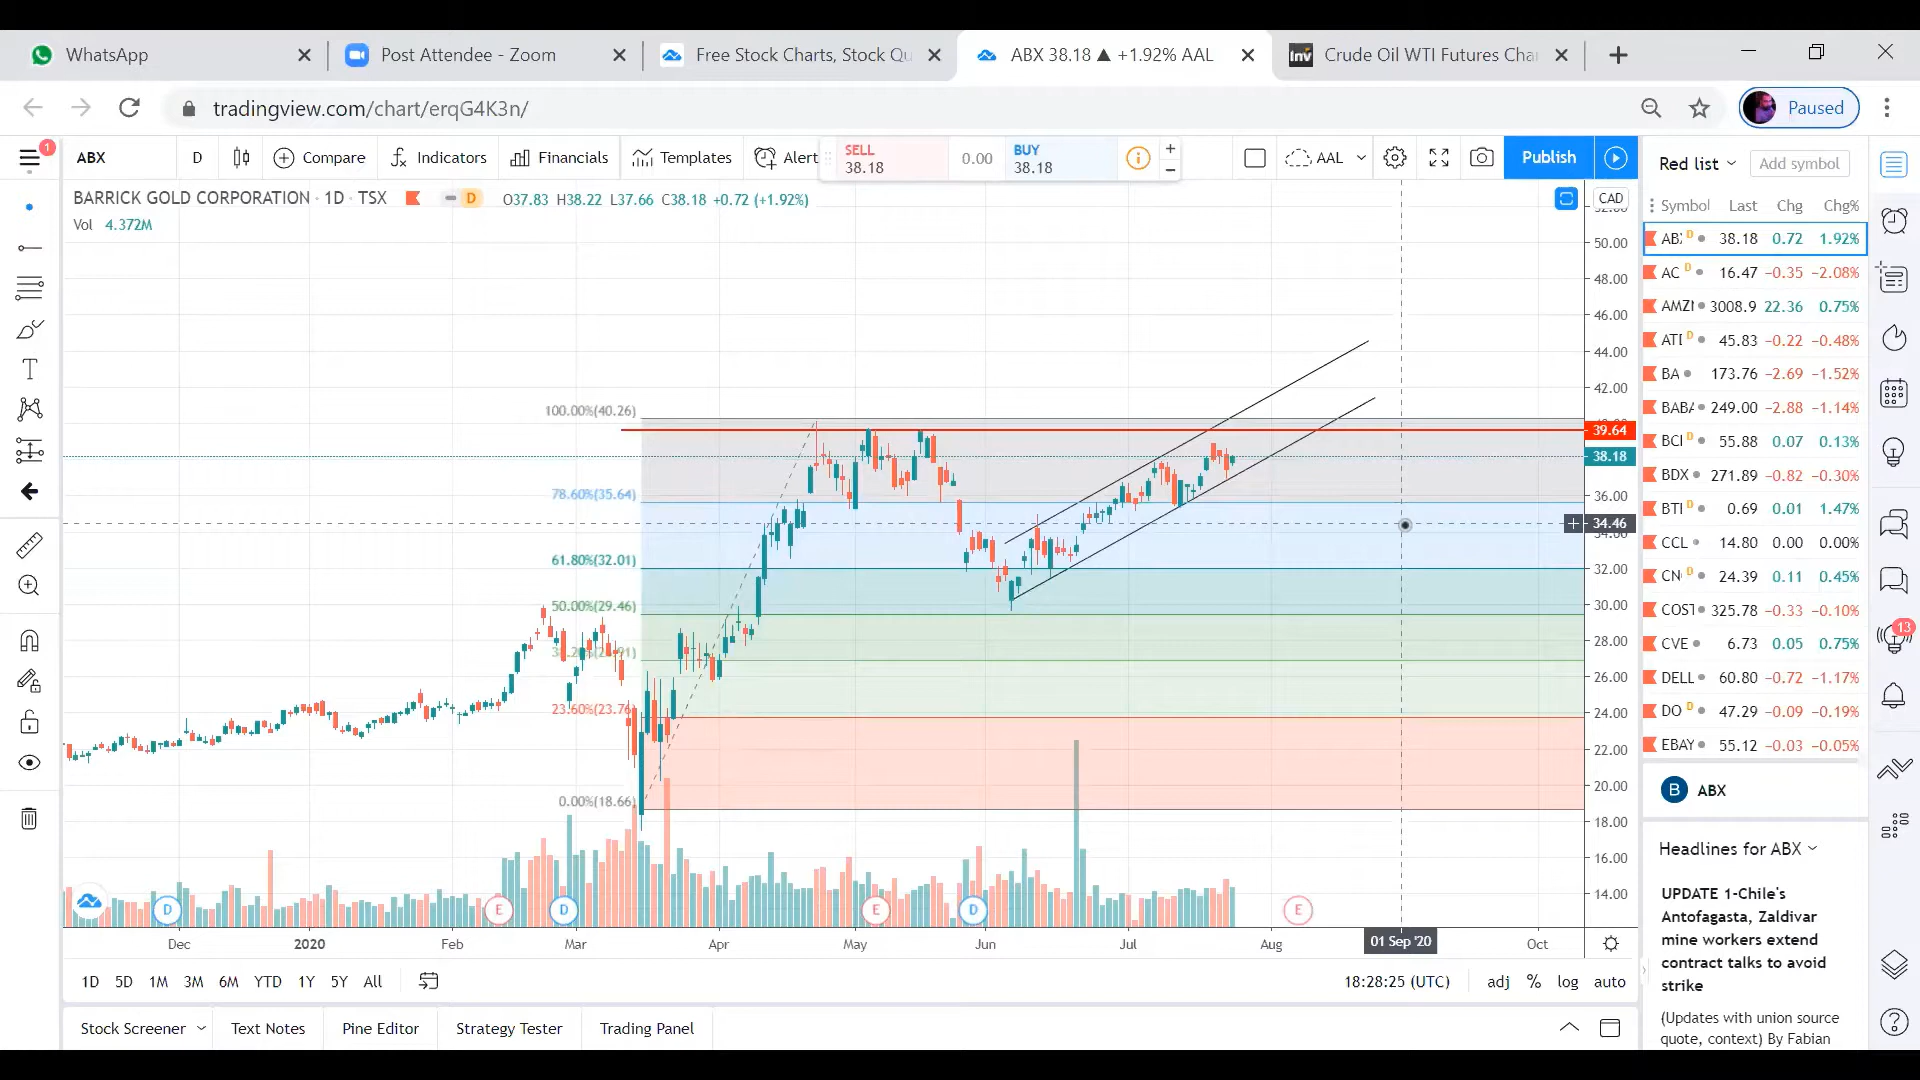 WhatsApp
Post Attendee - Zoom
Free Stock Charts, Stock Qu
ABX 38.18 ▲ +1.92% AAL
Inv
Crude Oil WTI Futures Char
tradingview.com/chart/erqG4K3n/
Paused
1
ABX
D
Compare
Indicators
Financials
Templates
Alert
SELL
38.18
0.00
BUY
38.18
AAL
Publish
Red list
Add symbol
BARRICK GOLD CORPORATION · 1D · TSX
D
O37.83 H38.22 L37.66 C38.18 +0.72 (+1.92%)
Vol 4.372M
CAD
Symbol Last Chg Chg%
ABX D 38.18 0.72 1.92%
AC D 16.47 −0.35 −2.08%
AMZN 3008.9 22.36 0.75%
ATD D 45.83 −0.22 −0.48%
BA 173.76 −2.69 −1.52%
BABA 249.00 −2.88 −1.14%
BCE D 55.88 0.07 0.13%
BDX 271.89 −0.82 −0.30%
BTE D 0.69 0.01 1.47%
CCL 14.80 0.00 0.00%
CN D 24.39 0.11 0.45%
COST 325.78 −0.33 −0.10%
CVE 6.73 0.05 0.75%
DELL 60.80 −0.72 −1.17%
DO D 47.29 −0.09 −0.19%
EBAY 55.12 −0.03 −0.05%
13
50.00
48.00
46.00
44.00
42.00
39.64
38.18
36.00
34.46
32.00
30.00
28.00
26.00
24.00
22.00
20.00
18.00
16.00
14.00
100.00%(40.26)
78.60%(35.64)
61.80%(32.01)
50.00%(29.46)
23.60%(23.76)
0.00%(18.66)
D
E
D
E
D
E
Dec 2020 Feb Mar Apr May Jun Jul Aug 01 Sep '20 Oct
1D 5D 1M 3M 6M YTD 1Y 5Y All
18:28:25 (UTC)
adj % log auto
Stock Screener
Text Notes
Pine Editor
Strategy Tester
Trading Panel
B ABX
Headlines for ABX
UPDATE 1-Chile's
Antofagasta, Zaldivar
mine workers extend
contract talks to avoid
strike
(Updates with union source
quote, context) By Fabian